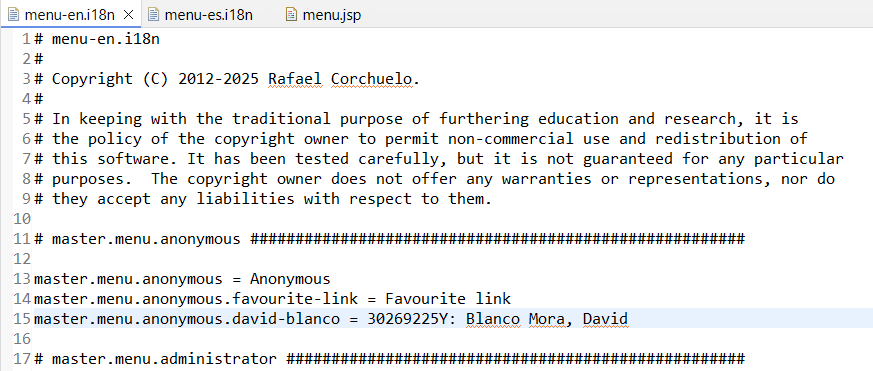 menu-en.i18n menu-es.i18n menu.jsp
1 # menu-en.i18n
2 #
3 # Copyright (C) 2012-2025 Rafael Corchuelo.
4 #
5 # In keeping with the traditional purpose of furthering education and research, it is
6 # the policy of the copyright owner to permit non-commercial use and redistribution of
7 # this software. It has been tested carefully, but it is not guaranteed for any particular
8 # purposes.  The copyright owner does not offer any warranties or representations, nor do
9 # they accept any liabilities with respect to them.
10
11 # master.menu.anonymous #######################################################
12
13 master.menu.anonymous = Anonymous
14 master.menu.anonymous.favourite-link = Favourite link
15 master.menu.anonymous.david-blanco = 30269225Y: Blanco Mora, David
16
17 # master.menu.administrator ###################################################